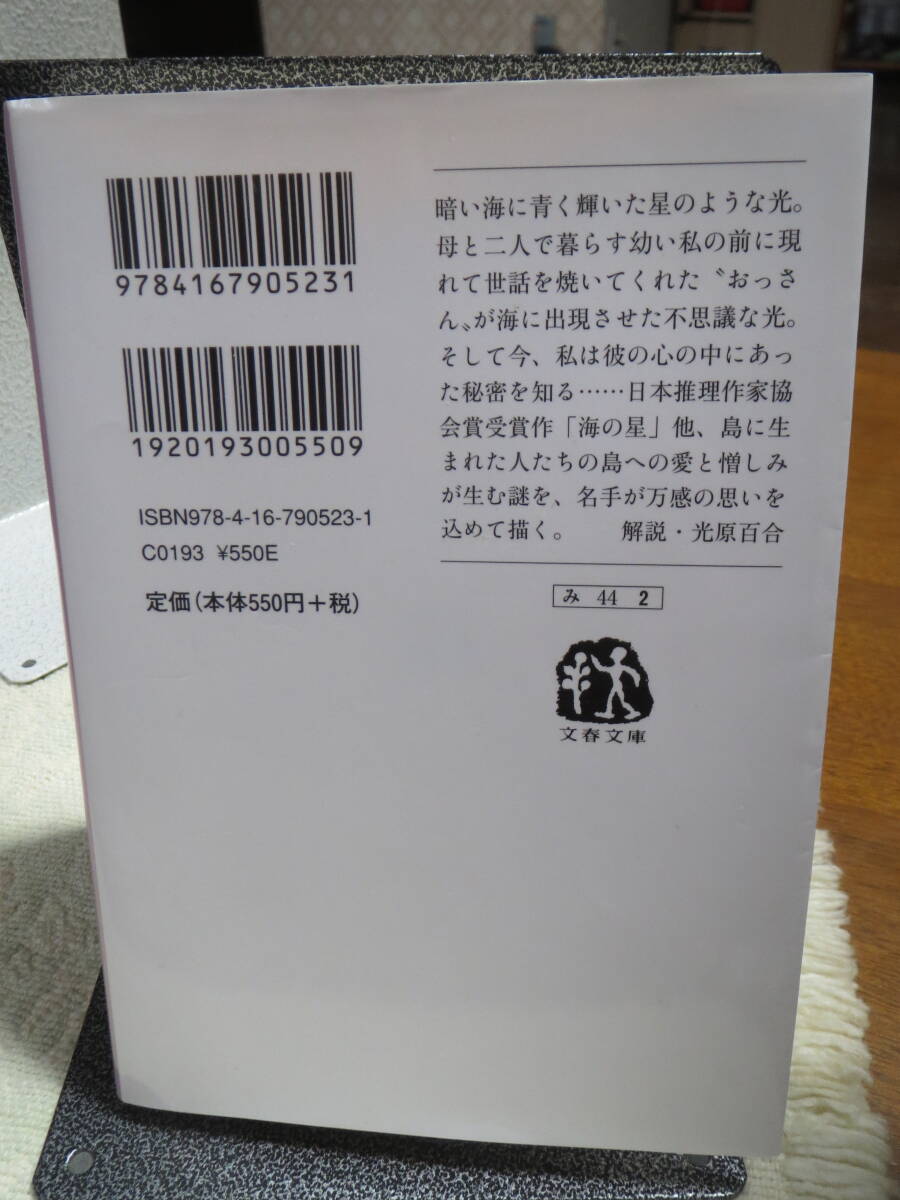 9784167905231
1920193005509
ISBN978-4-16-790523-1
C0193 ¥550E
定価(本体550円+税)
暗い海に青く輝いた星のような光。
母と二人で暮らす幼い私の前に現
れて世話を焼いてくれた〝おっさ
ん〟が海に出現させた不思議な光。
そして今、私は彼の心の中にあっ
た秘密を知る……日本推理作家協
会賞受賞作「海の星」他、島に生
まれた人たちの島への愛と憎しみ
が生む謎を、名手が万感の思いを
込めて描く。　　解説・光原百合
み 44 2
文春文庫